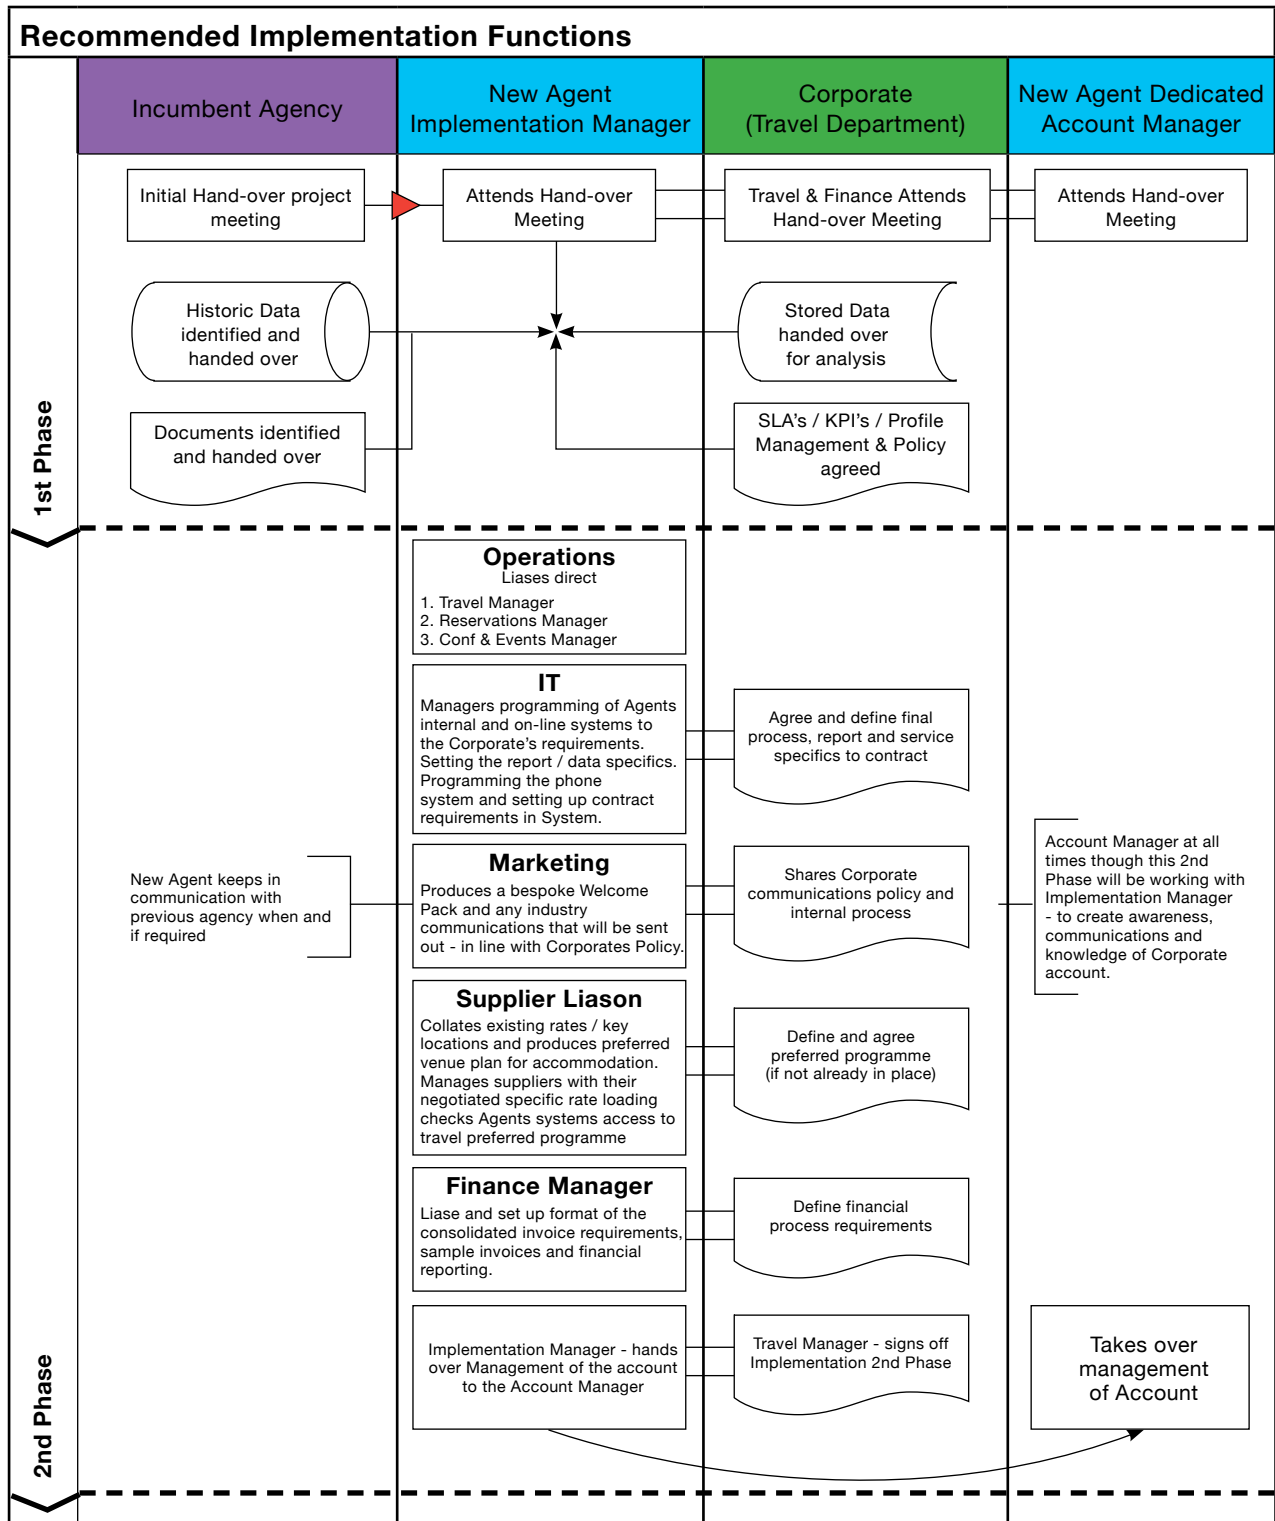 Recommended Implementation Functions
Incumbent Agency
New Agent
Implementation Manager
Corporate
(Travel Department)
New Agent Dedicated
Account Manager
1st Phase
Initial Hand-over project
meeting
Attends Hand-over
Meeting
Travel & Finance Attends
Hand-over Meeting
Attends Hand-over
Meeting
Historic Data
identified and
handed over
Stored Data
handed over
for analysis
Documents identified
and handed over
SLA's / KPI's / Profile
Management & Policy
agreed
2nd Phase
Operations
Liases direct
1. Travel Manager
2. Reservations Manager
3. Conf & Events Manager
IT
Managers programming of Agents
internal and on-line systems to
the Corporate's requirements.
Setting the report / data specifics.
Programming the phone
system and setting up contract
requirements in System.
Agree and define final
process, report and service
specifics to contract
New Agent keeps in
communication with
previous agency when and
if required
Marketing
Produces a bespoke Welcome
Pack and any industry
communications that will be sent
out - in line with Corporates Policy.
Shares Corporate
communications policy and
internal process
Account Manager at all
times though this 2nd
Phase will be working with
Implementation Manager
- to create awareness,
communications and
knowledge of Corporate
account.
Supplier Liason
Collates existing rates / key
locations and produces preferred
venue plan for accommodation.
Manages suppliers with their
negotiated specific rate loading
checks Agents systems access to
travel preferred programme
Define and agree
preferred programme
(if not already in place)
Finance Manager
Liase and set up format of the
consolidated invoice requirements,
sample invoices and financial
reporting.
Define financial
process requirements
Implementation Manager - hands
over Management of the account
to the Account Manager
Travel Manager - signs off
Implementation 2nd Phase
Takes over
management
of Account